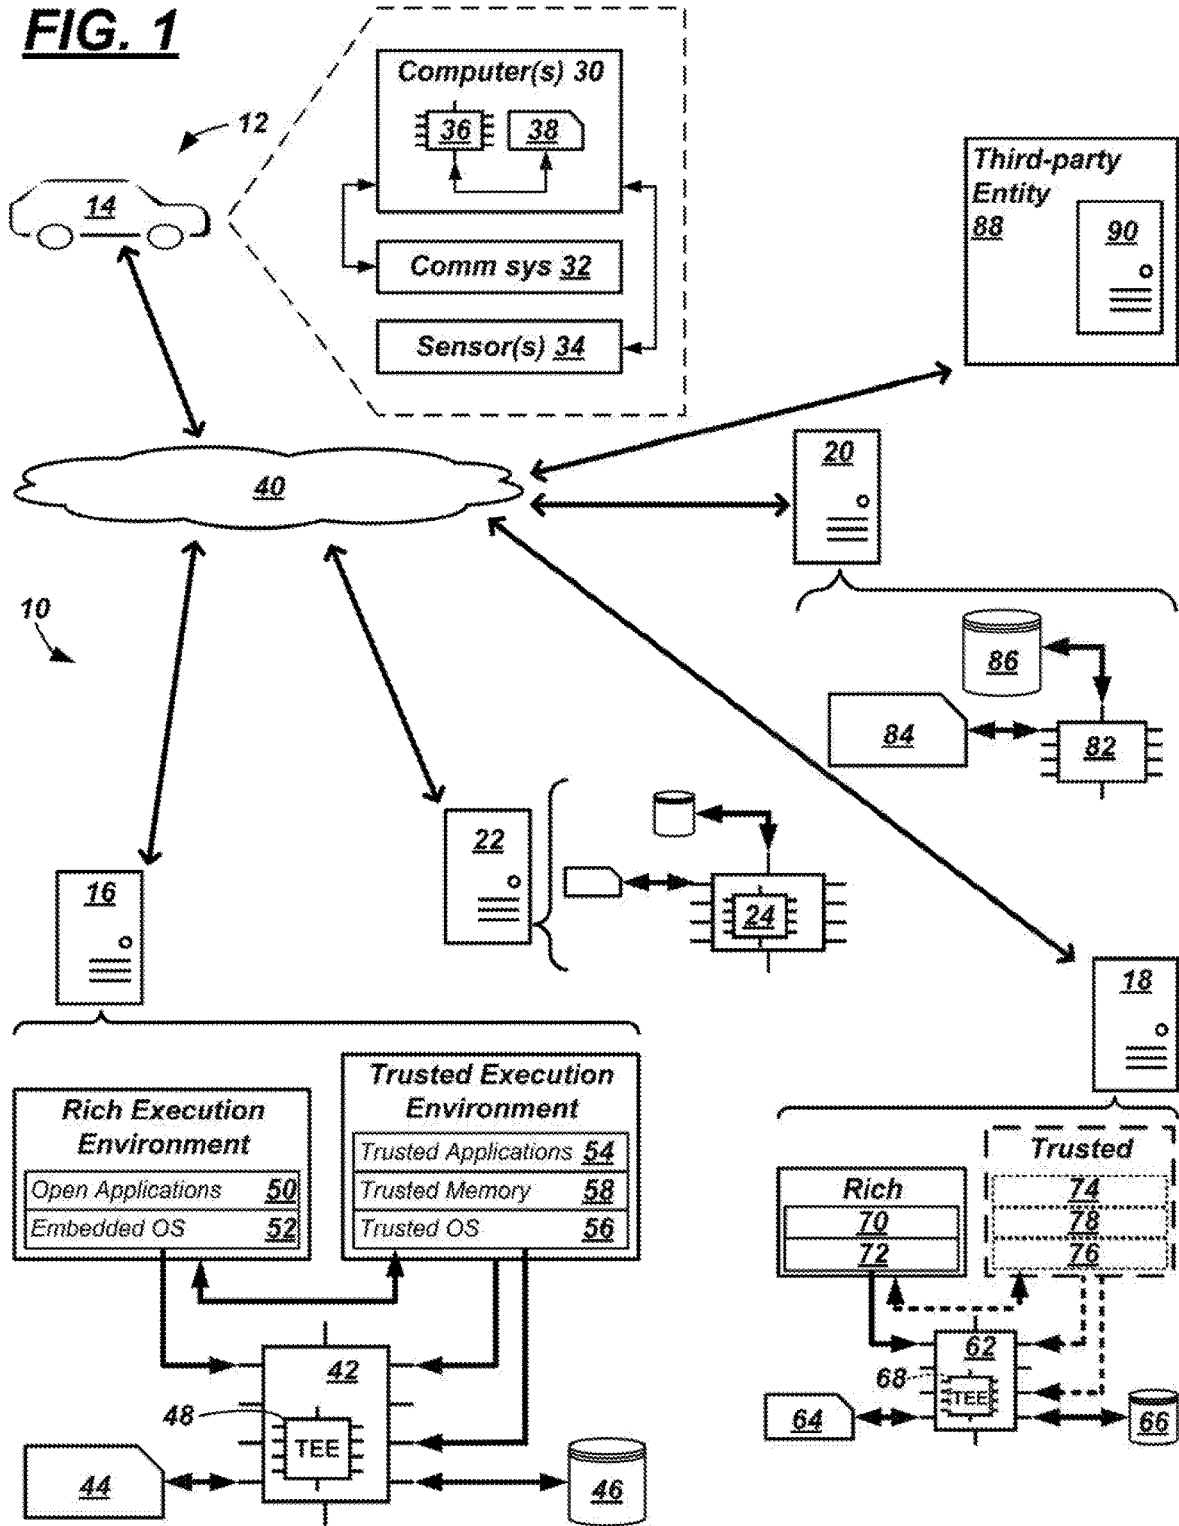 FIG. 1
Computer(s) 30
36
38
12
14
Comm sys 32
Sensor(s) 34
Third-party
Entity
88
90
40
20
10
86
84
82
22
24
16
18
Rich Execution
Environment
Open Applications 50
Embedded OS 52
Trusted Execution
Environment
Trusted Applications 54
Trusted Memory 58
Trusted OS 56
Rich
70
72
Trusted
74
78
76
42
48
TEE
44
46
62
68
TEE
64
66